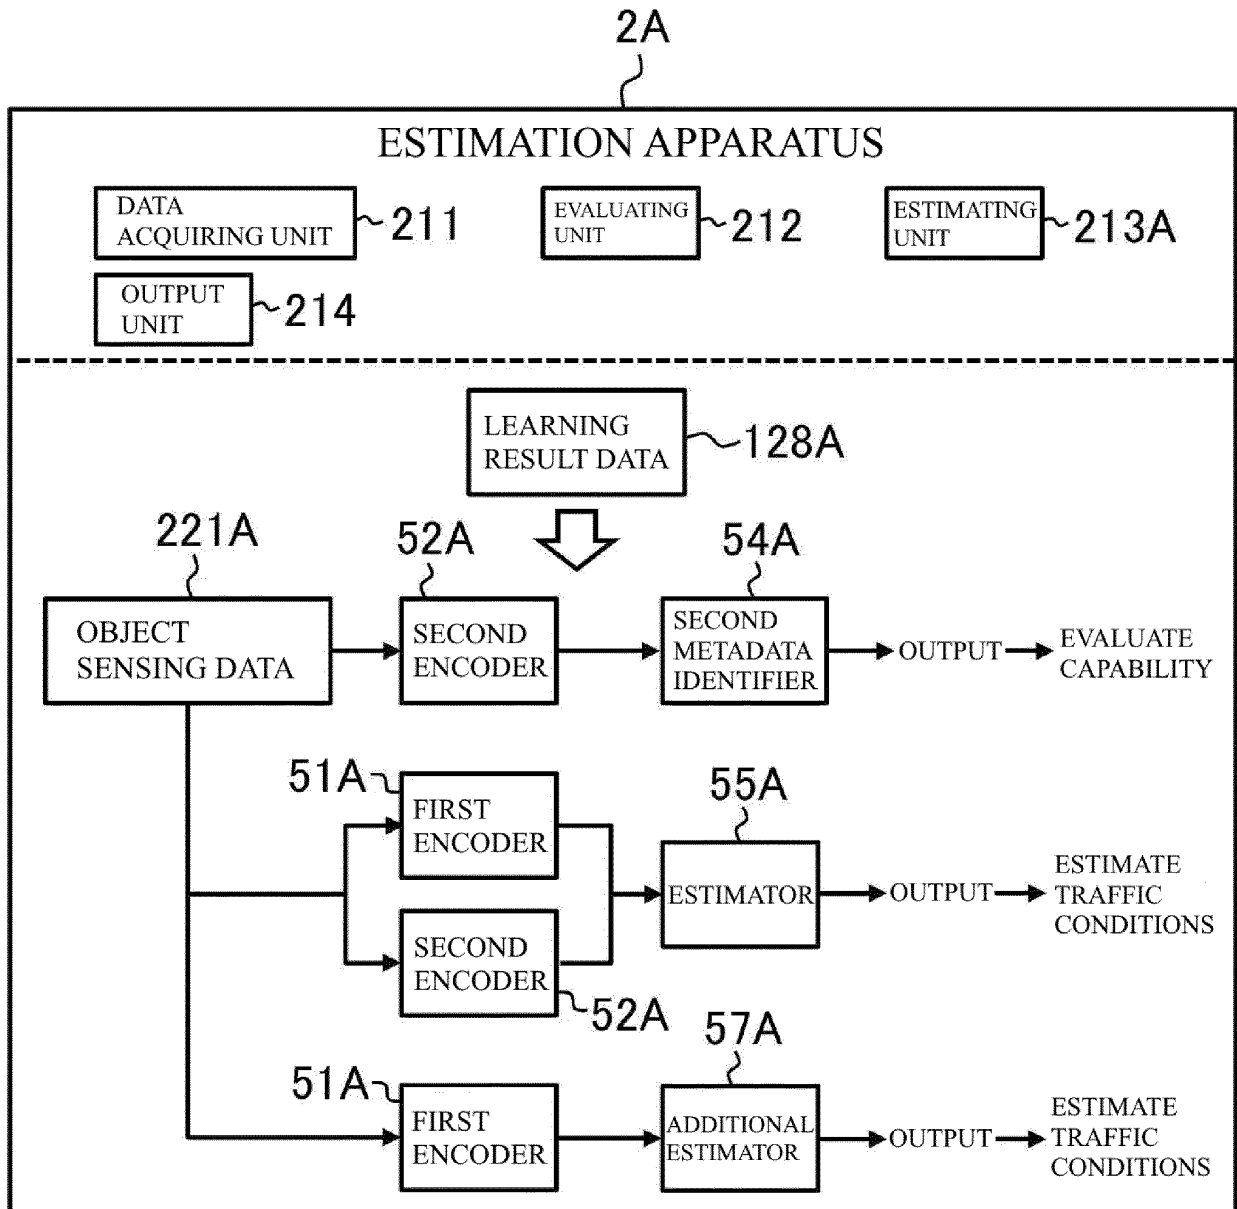 2A
ESTIMATION APPARATUS
DATA
ACQUIRING UNIT
211
EVALUATING
UNIT
212
ESTIMATING
UNIT
213A
OUTPUT
UNIT
214
LEARNING
RESULT DATA
128A
221A
52A
54A
OBJECT
SENSING DATA
SECOND
ENCODER
SECOND
METADATA
IDENTIFIER
OUTPUT
EVALUATE
CAPABILITY
51A
FIRST
ENCODER
55A
SECOND
ENCODER
52A
ESTIMATOR
OUTPUT
ESTIMATE
TRAFFIC
CONDITIONS
51A
FIRST
ENCODER
57A
ADDITIONAL
ESTIMATOR
OUTPUT
ESTIMATE
TRAFFIC
CONDITIONS